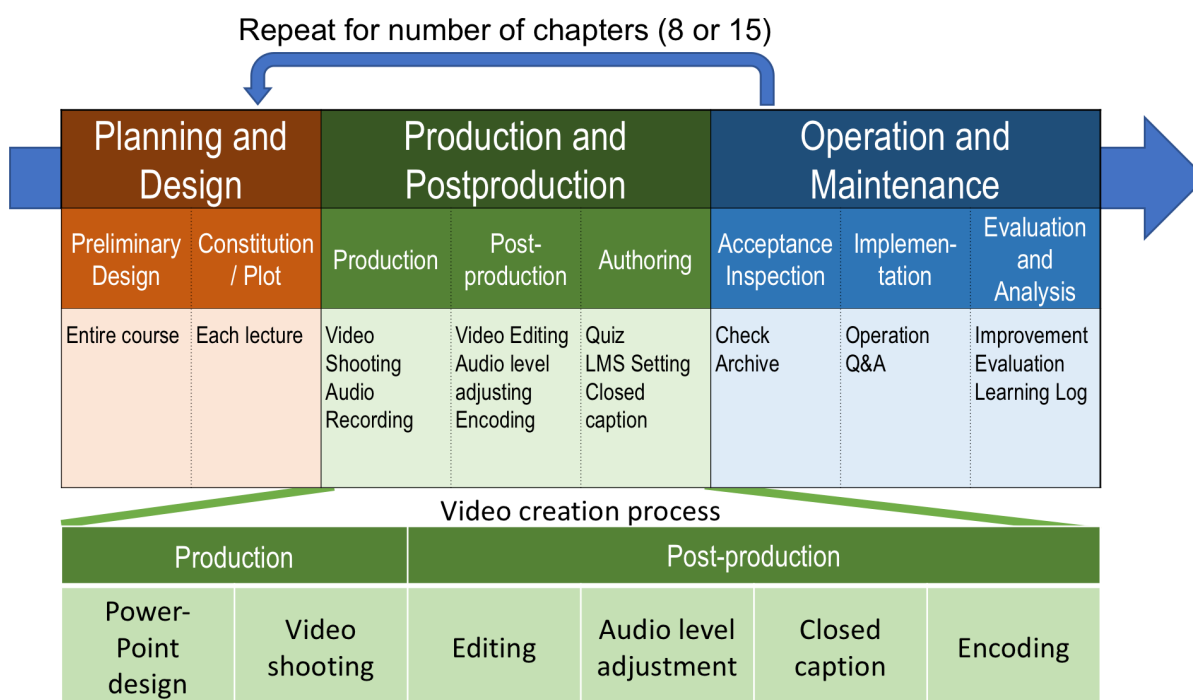 Repeat for number of chapters (8 or 15)
Planning and
Design
Production and
Postproduction
Operation and
Maintenance
Preliminary
Design
Constitution
/ Plot
Production
Post-
production
Authoring
Acceptance
Inspection
Implemen-
tation
Evaluation
and
Analysis
Entire course
Each lecture
Video
Shooting
Audio
Recording
Video Editing
Audio level
adjusting
Encoding
Quiz
LMS Setting
Closed
caption
Check
Archive
Operation
Q&A
Improvement
Evaluation
Learning Log
Video creation process
Production
Post-production
Power-
Point
design
Video
shooting
Editing
Audio level
adjustment
Closed
caption
Encoding